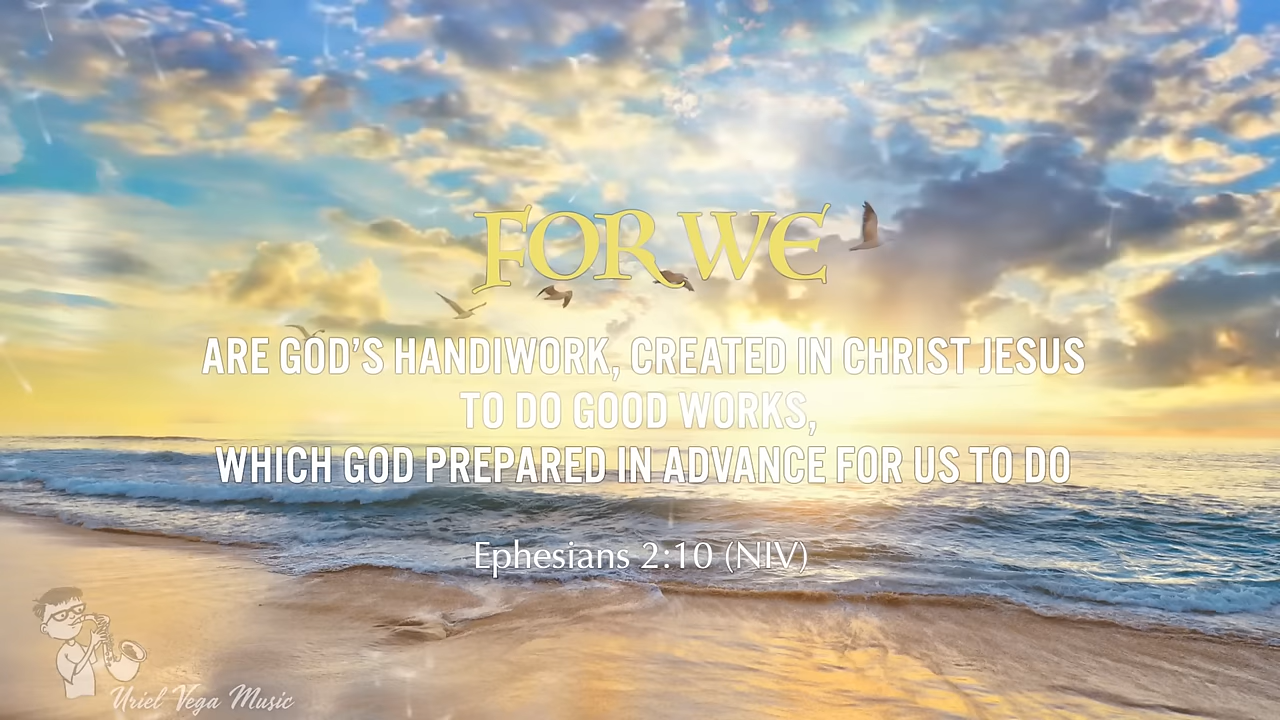 FOR WE
ARE GOD'S HANDIWORK, CREATED IN CHRIST JESUS
TO DO GOOD WORKS,
WHICH GOD PREPARED IN ADVANCE FOR US TO DO
Ephesians 2:10 (NIV)
Uriel Vega Music